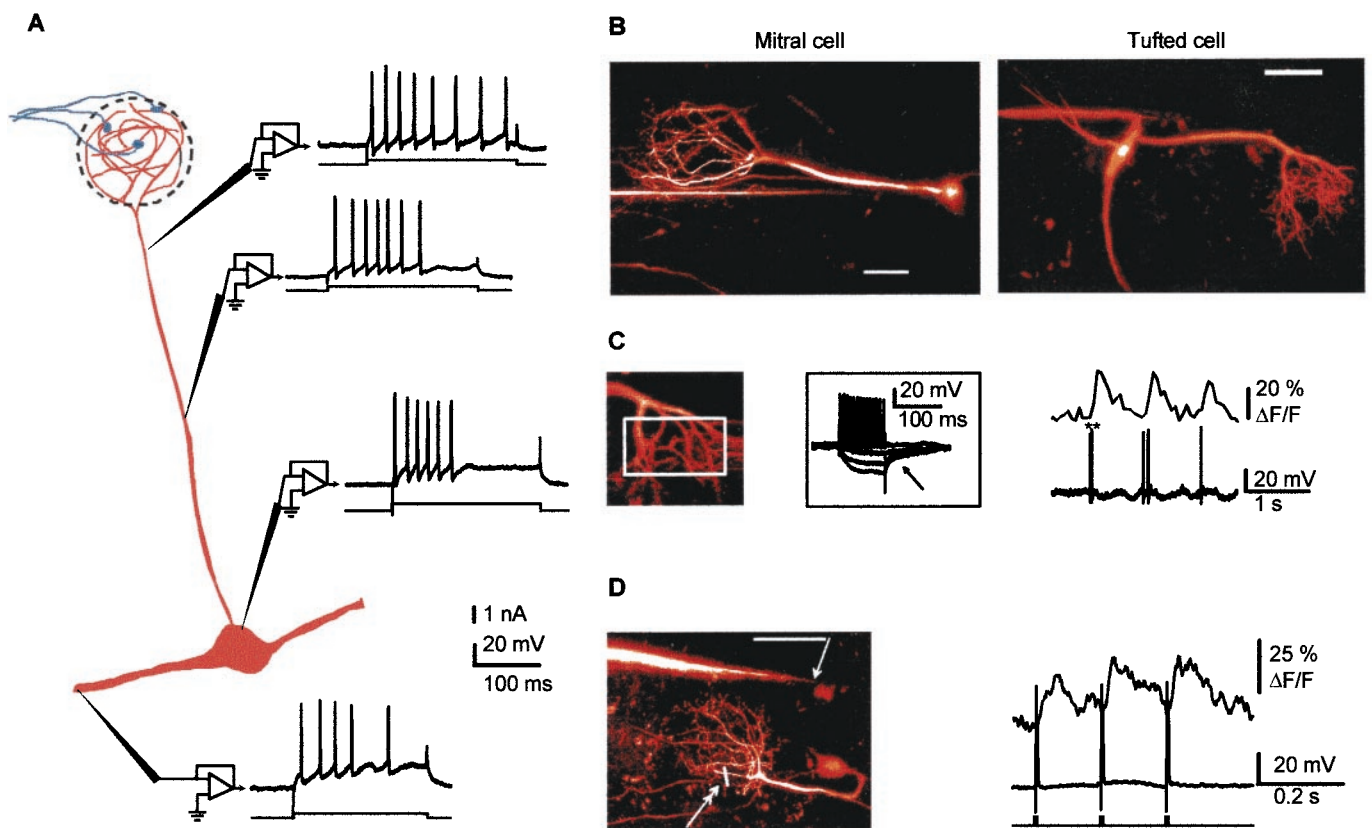 A
1 nA
20 mV
100 ms
B
Mitral cell
Tufted cell
C
20 mV
100 ms
20 %
ΔF/F
**
20 mV
1 s
D
25 %
ΔF/F
20 mV
0.2 s